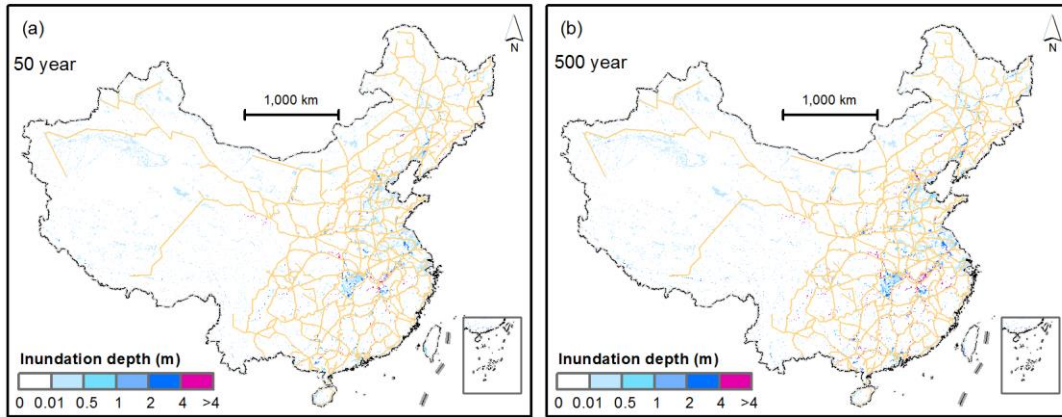 (a)
N
50 year
1,000 km
Inundation depth (m)
0 0.01 0.5 1 2 4 >4
(b)
N
500 year
1,000 km
Inundation depth (m)
0 0.01 0.5 1 2 4 >4